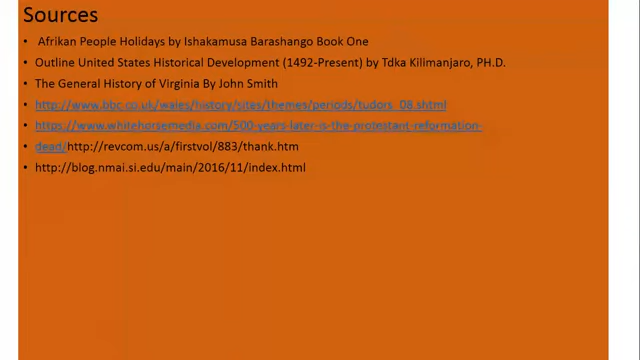 Sources
• Afrikan People Holidays by Ishakamusa Barashango Book One
• Outline United States Historical Development (1492-Present) by Tdka Kilimanjaro, PH.D.
• The General History of Virginia By John Smith
• http://www.bbc.co.uk/wales/history/sites/themes/periods/tudors_08.shtml
• https://www.whitehorsemedia.com/500-years-later-is-the-protestant-reformation-
• dead/http://revcom.us/a/firstvol/883/thank.htm
• http://blog.nmai.si.edu/main/2016/11/index.html